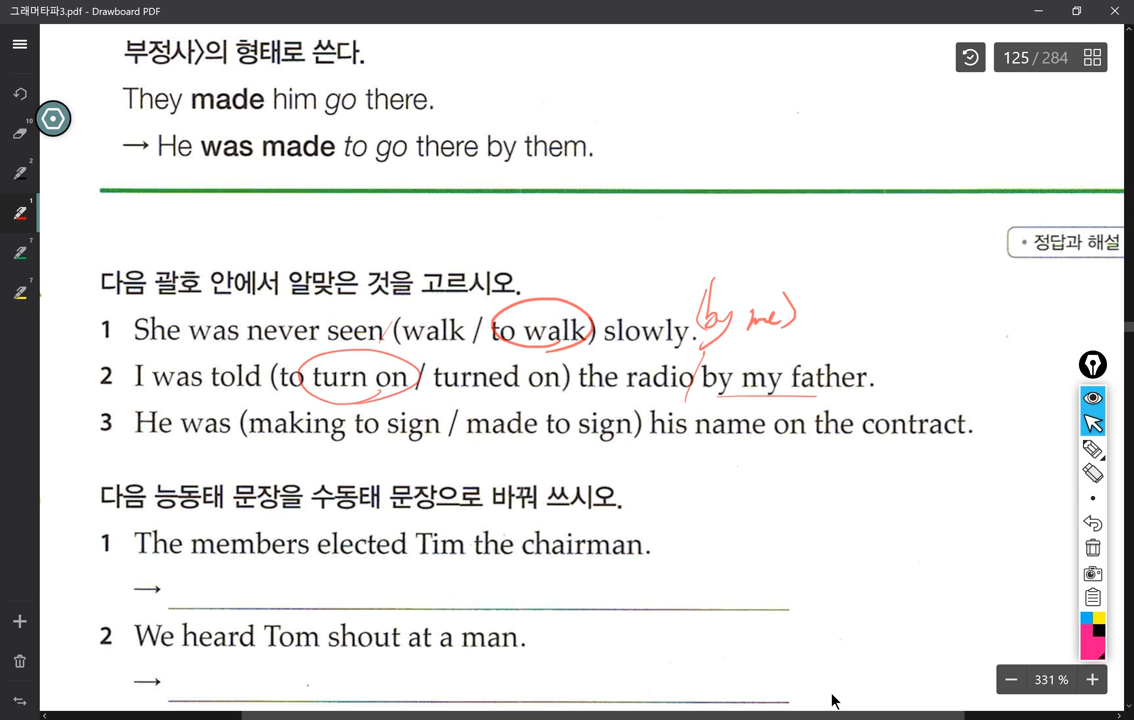 그래머타파3.pdf - Drawboard PDF
125 / 284
부정사〉의 형태로 쓴다.
They made him go there.
→ He was made to go there by them.
• 정답과 해설
다음 괄호 안에서 알맞은 것을 고르시오.
(by me)
1 She was never seen (walk / to walk) slowly.
2 I was told (to turn on / turned on) the radio by my father.
3 He was (making to sign / made to sign) his name on the contract.
다음 능동태 문장을 수동태 문장으로 바꿔 쓰시오.
1 The members elected Tim the chairman.
→
2 We heard Tom shout at a man.
→
10
2
1
7
7
331 %